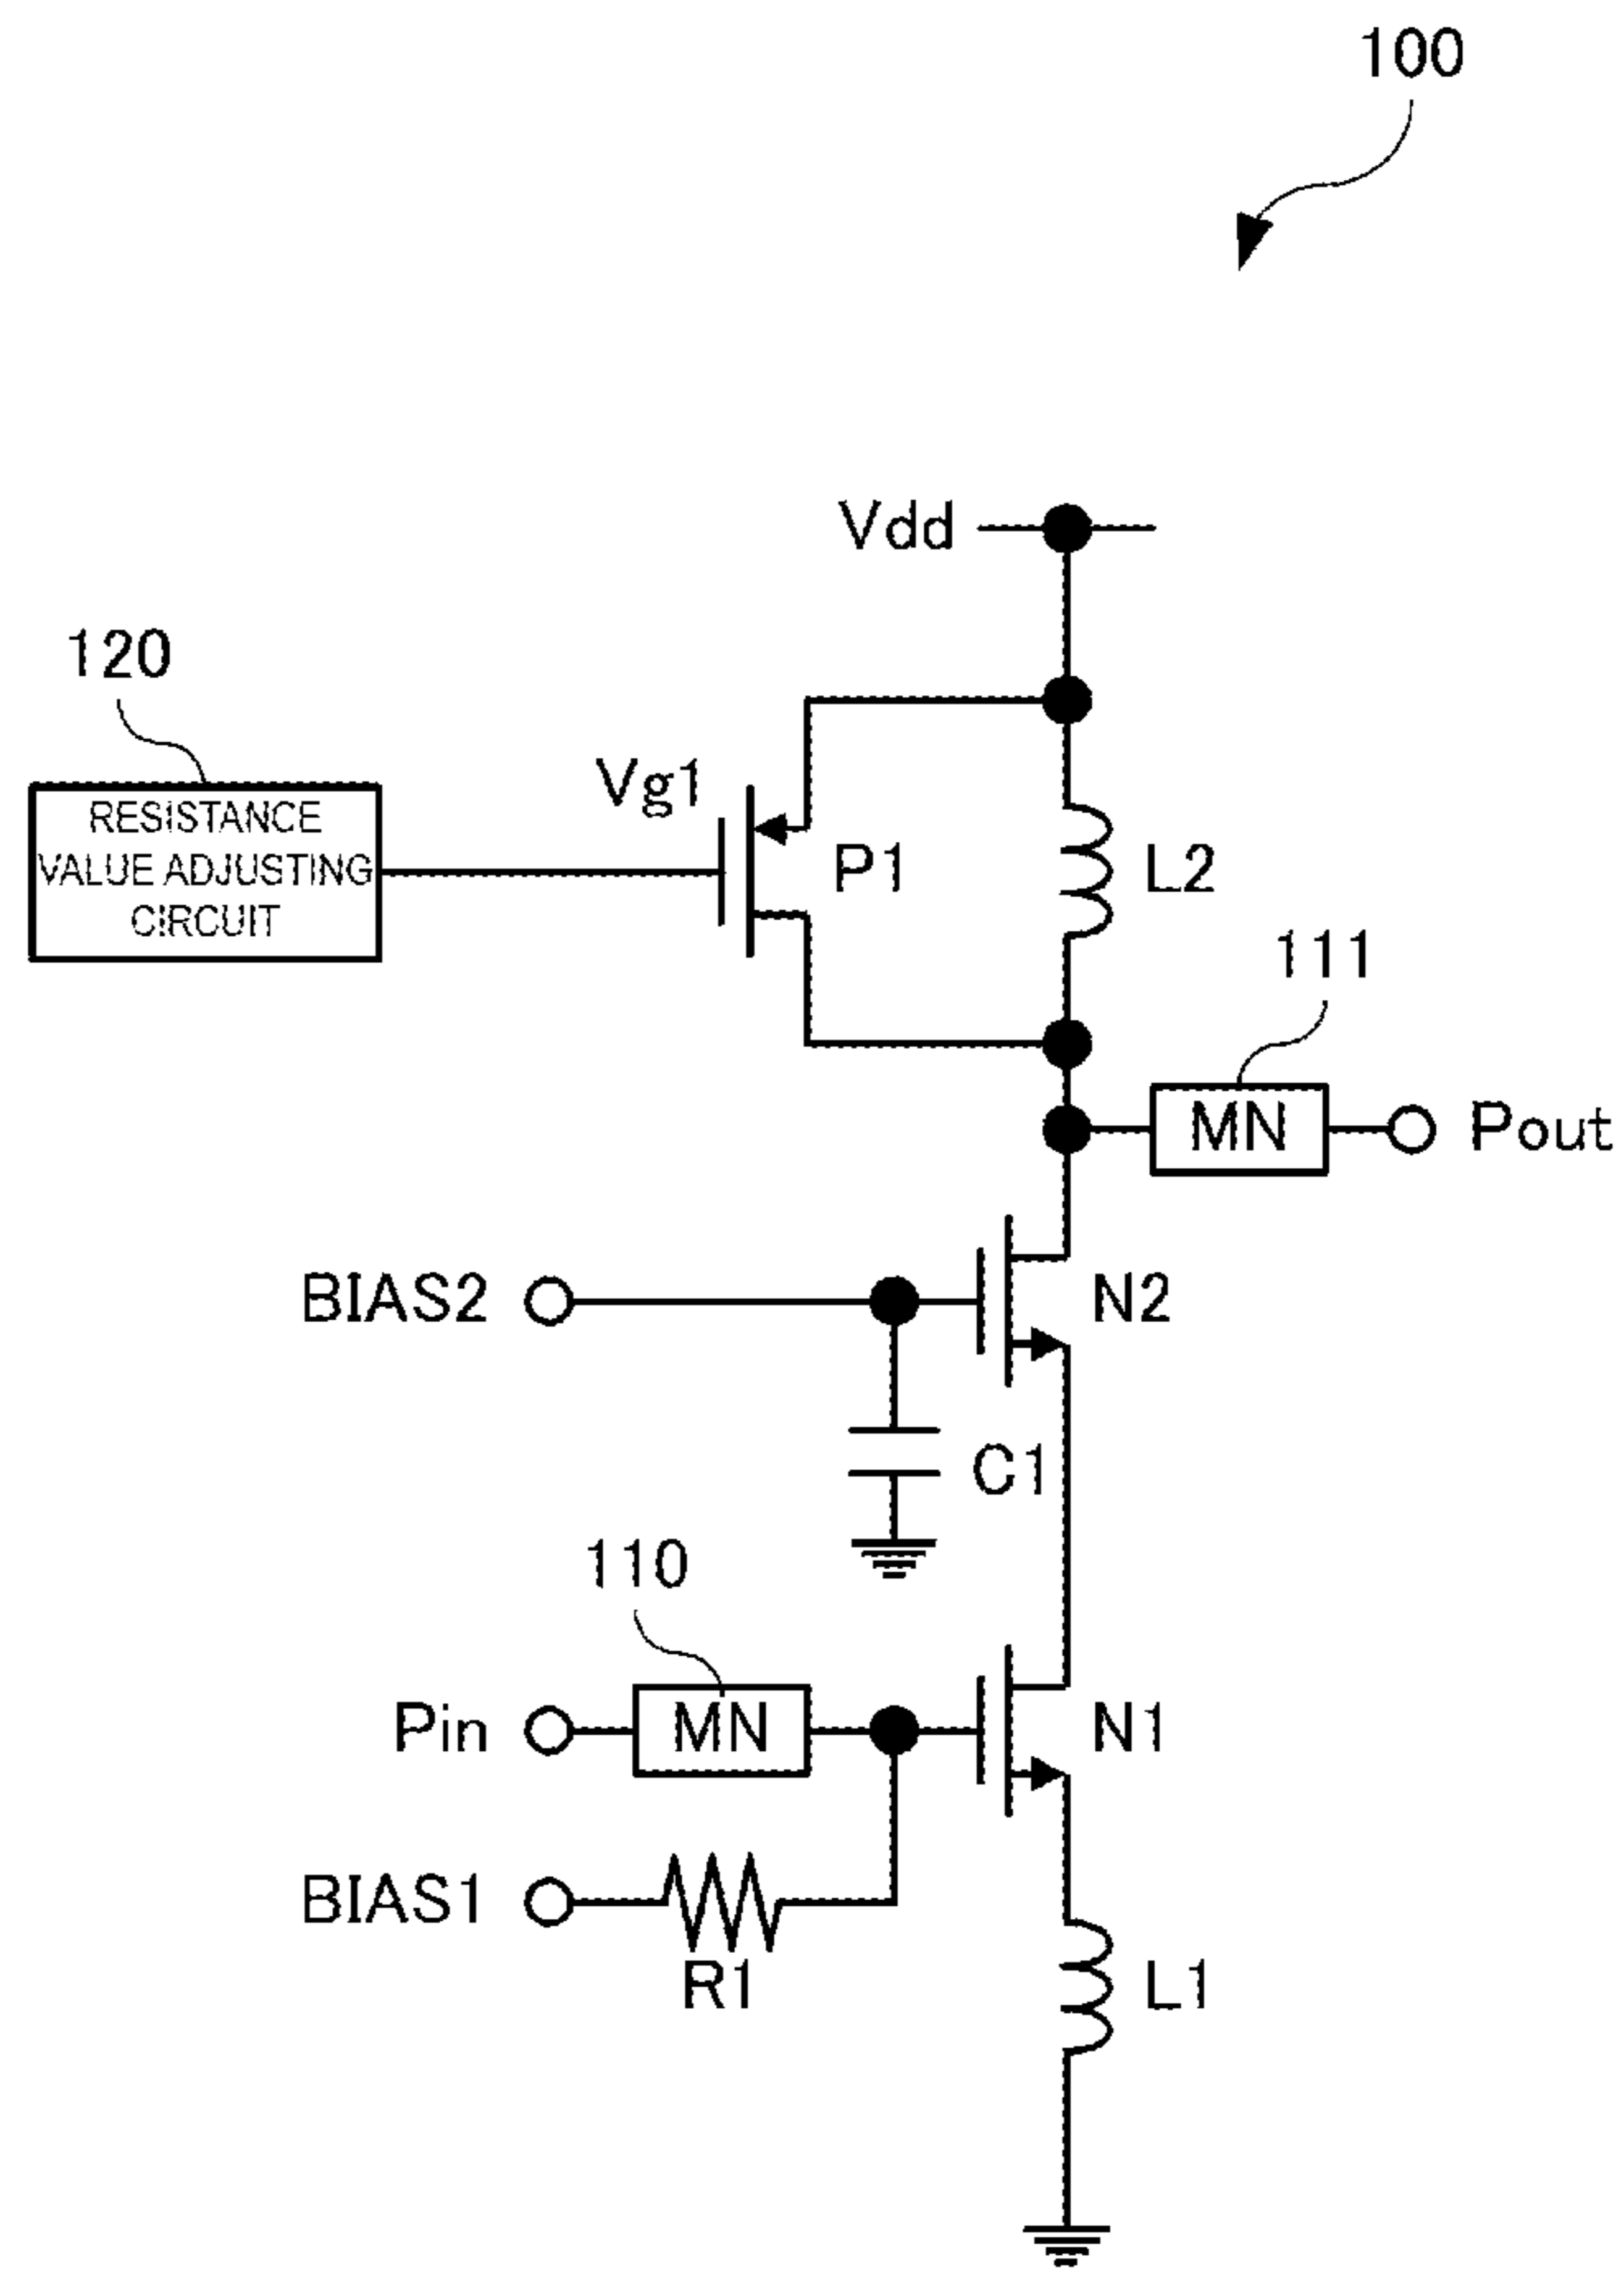 100
Vdd
120
Vg1
RESISTANCE
VALUE ADJUSTING
CIRCUIT
P1
L2
111
MN
Pout
BIAS2
N2
C1
110
Pin
MN
N1
BIAS1
R1
L1